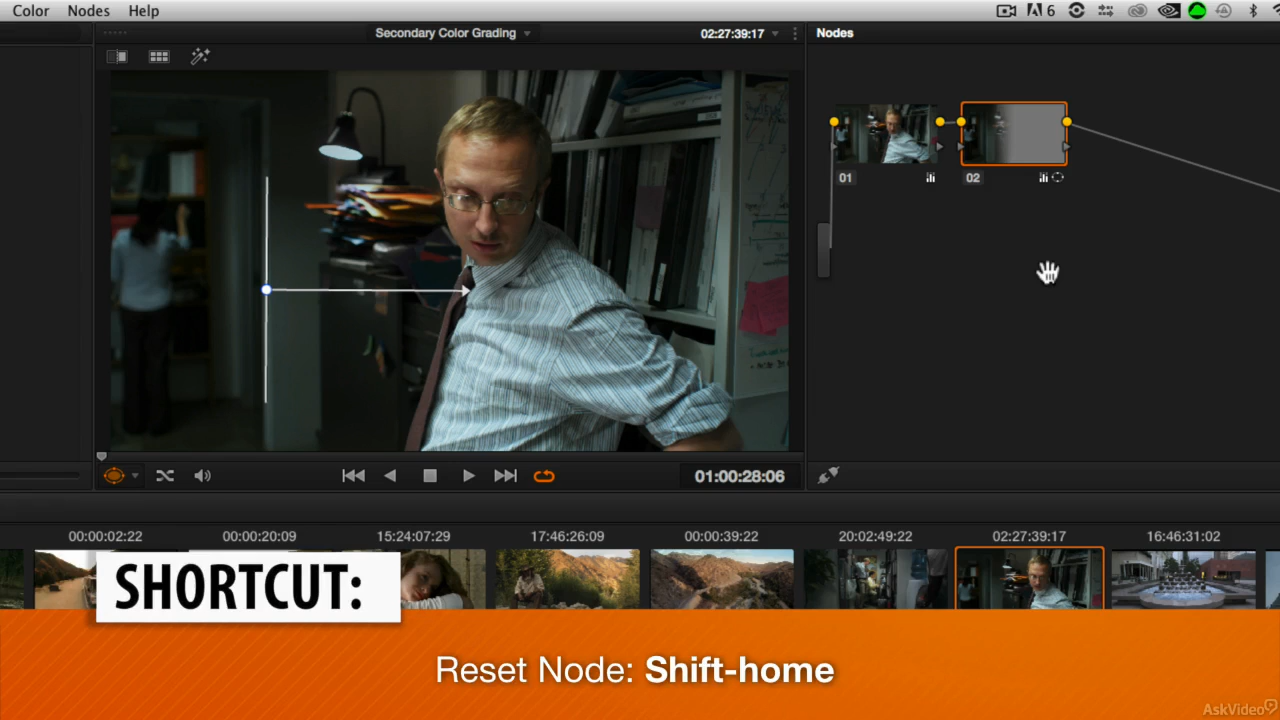 Color Nodes Help
6
Secondary Color Grading
02:27:39:17
Nodes
01
02
01:00:28:06
00:00:02:22
00:00:20:09
15:24:07:29
17:46:26:09
00:00:39:22
20:02:49:22
02:27:39:17
16:46:31:02
SHORTCUT:
Reset Node: Shift-home
AskVideo